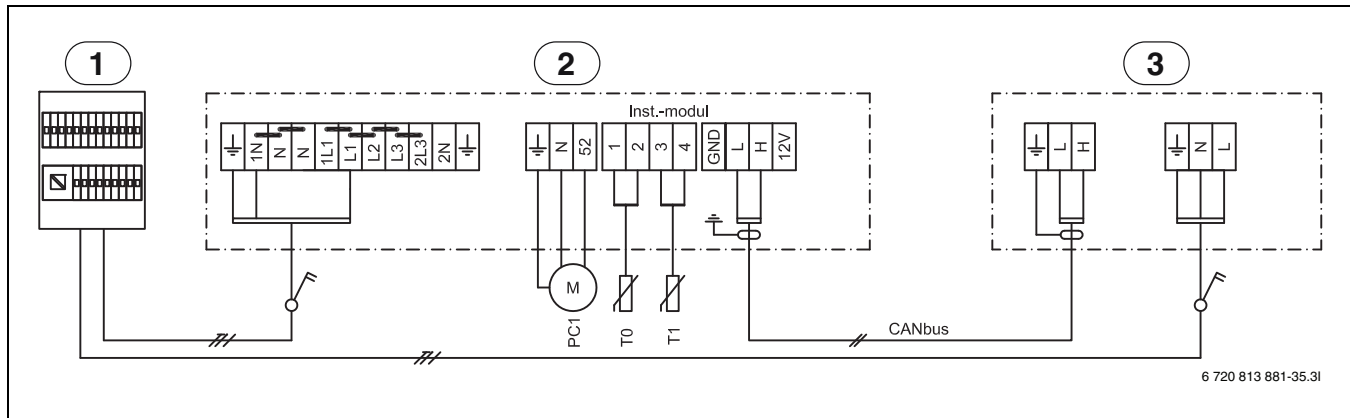 1
2
3
Inst.-modul
1N
N
N
1L1
L1
L2
L3
2L3
2N
N
52
1
2
3
4
GND
L
H
12V
L
H
N
L
M
PC1
T0
T1
CANbus
6 720 813 881-35.3I